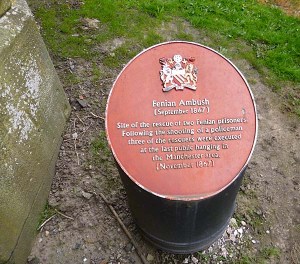 Fenian Ambush
(September 1867)
Site of the rescue of two Fenian prisoners.
Following the shooting of a policeman
three of the rescuers were executed
at the last public hanging in
the Manchester area.
(November 1867)